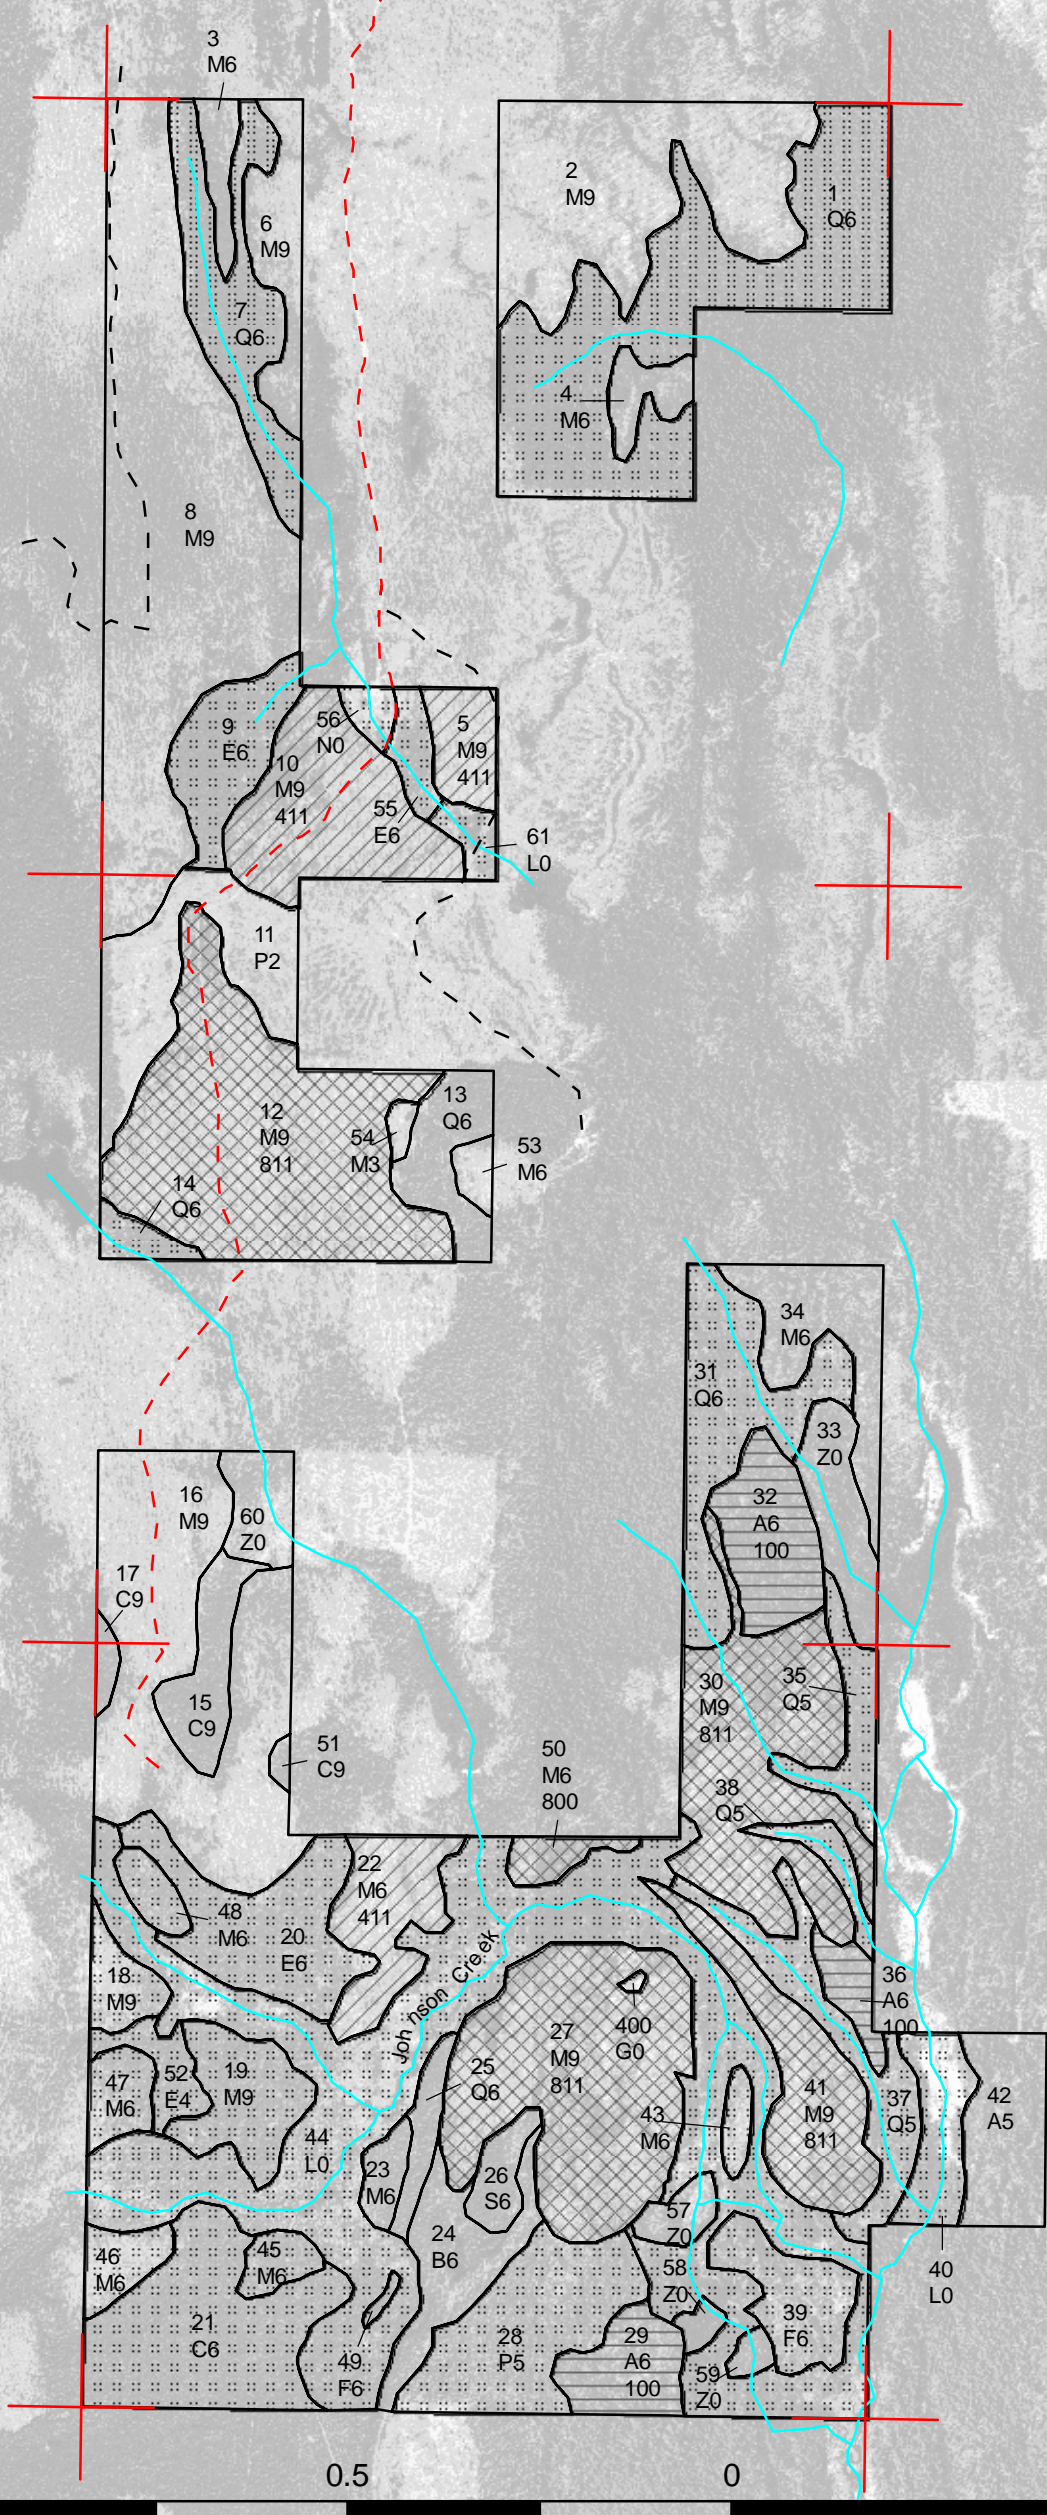 3
M6
2
M9
1
Q6
6
M9
7
Q6
4
M6
8
M9
9
E6
56
N0
5
M9
411
10
M9
411
55
E6
61
L0
11
P2
13
Q6
12
M9
811
54
M3
53
M6
14
Q6
34
M6
31
Q6
33
Z0
16
M9
60
Z0
32
A6
100
17
C9
30
M9
811
35
Q5
15
C9
51
C9
50
M6
800
38
Q5
22
M6
411
48
M6
20
E6
Johnson Creek
18
M9
36
A6
100
400
G0
27
M9
811
25
Q6
47
M6
52
E4
19
M9
41
M9
811
37
Q5
42
A5
43
M6
44
L0
23
M6
26
S6
57
Z0
24
B6
46
M6
45
M6
58
Z0
40
L0
21
C6
39
F6
28
P5
29
A6
100
49
F6
59
Z0
0.5
0